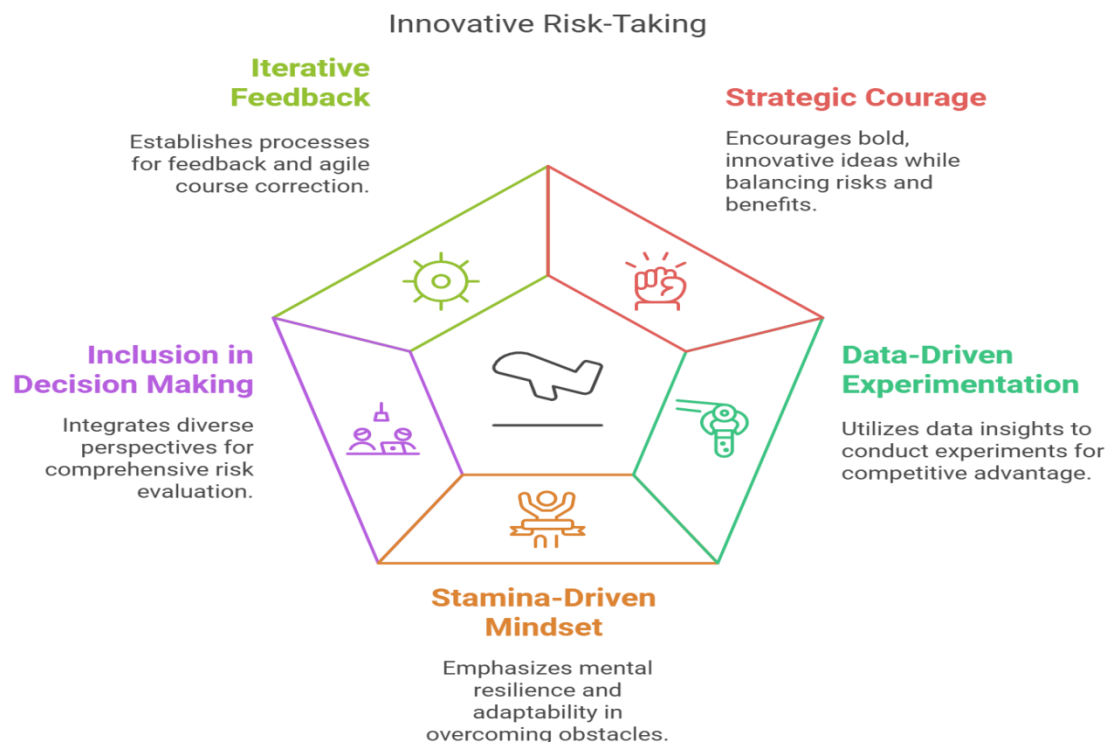 Innovative Risk-Taking
Iterative
Feedback
Establishes processes
for feedback and agile
course correction.
Strategic Courage
Encourages bold,
innovative ideas while
balancing risks and
benefits.
Inclusion in
Decision Making
Integrates diverse
perspectives for
comprehensive risk
evaluation.
Data-Driven
Experimentation
Utilizes data insights to
conduct experiments for
competitive advantage.
Stamina-Driven
Mindset
Emphasizes mental
resilience and
adaptability in
overcoming obstacles.